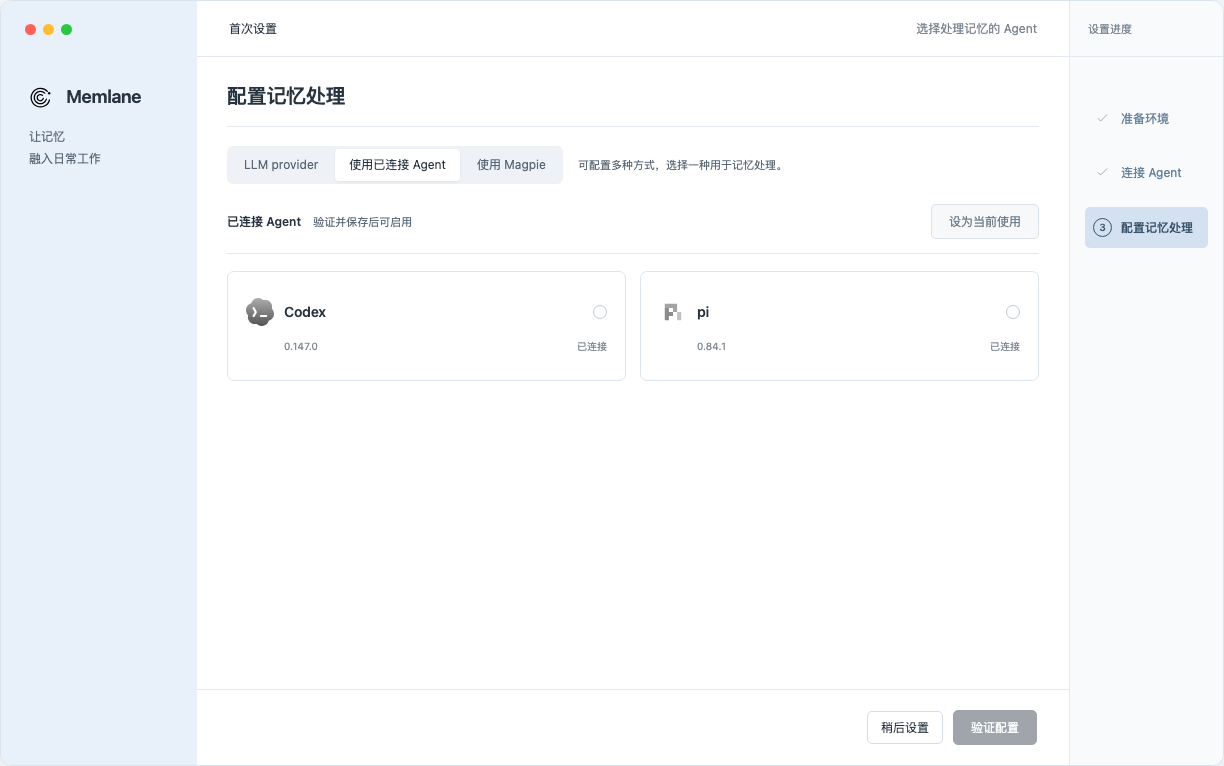 首次设置
选择处理记忆的 Agent
设置进度
Memlane
让记忆
融入日常工作
配置记忆处理
LLM provider
使用已连接 Agent
使用 Magpie
可配置多种方式，选择一种用于记忆处理。
已连接 Agent
验证并保存后可启用
设为当前使用
Codex
0.147.0
已连接
pi
0.84.1
已连接
稍后设置
验证配置
准备环境
连接 Agent
3
配置记忆处理